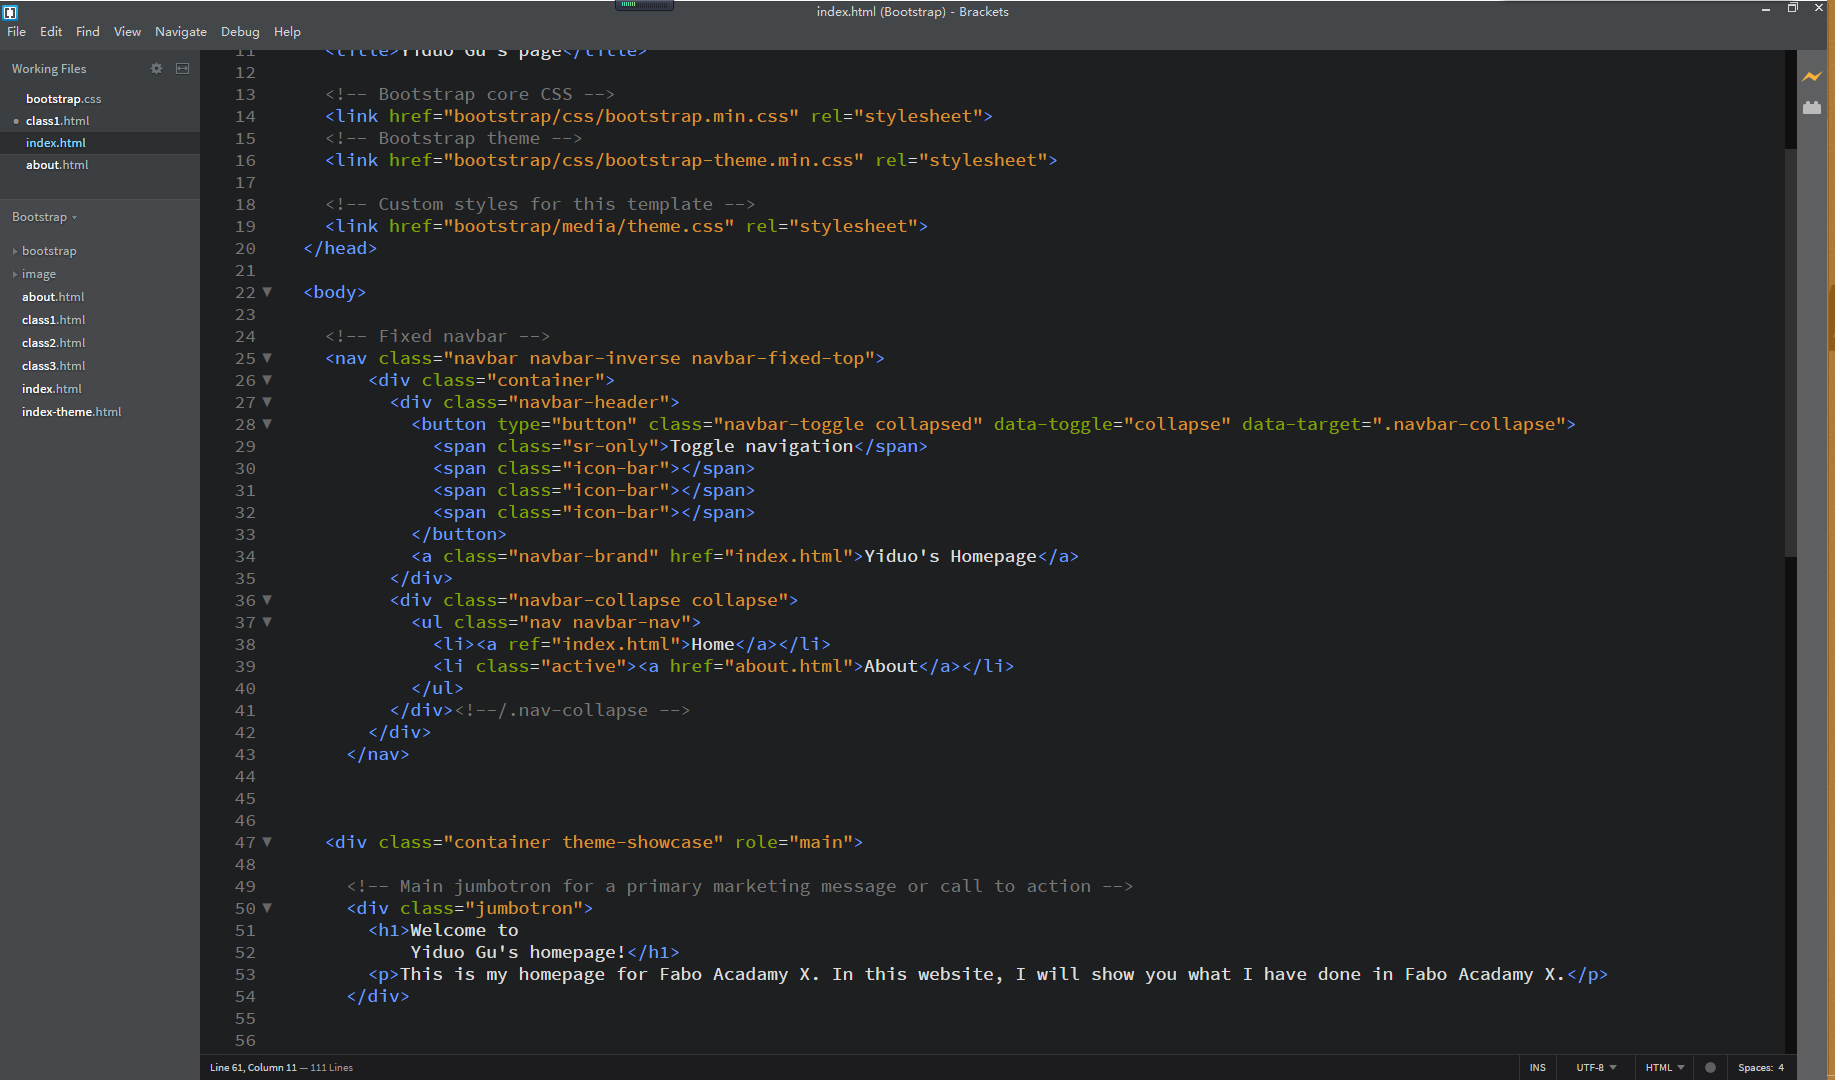 index.html (Bootstrap) - Brackets
File Edit Find View Navigate Debug Help
Working Files
bootstrap.css
class1.html
index.html
about.html
Bootstrap
bootstrap
image
about.html
class1.html
class2.html
class3.html
index.html
index-theme.html
11 <title>Yiduo Gu's page</title>
12
13 <!-- Bootstrap core CSS -->
14 <link href="bootstrap/css/bootstrap.min.css" rel="stylesheet">
15 <!-- Bootstrap theme -->
16 <link href="bootstrap/css/bootstrap-theme.min.css" rel="stylesheet">
17
18 <!-- Custom styles for this template -->
19 <link href="bootstrap/media/theme.css" rel="stylesheet">
20 </head>
21
22 <body>
23
24 <!-- Fixed navbar -->
25 <nav class="navbar navbar-inverse navbar-fixed-top">
26 <div class="container">
27 <div class="navbar-header">
28 <button type="button" class="navbar-toggle collapsed" data-toggle="collapse" data-target=".navbar-collapse">
29 <span class="sr-only">Toggle navigation</span>
30 <span class="icon-bar"></span>
31 <span class="icon-bar"></span>
32 <span class="icon-bar"></span>
33 </button>
34 <a class="navbar-brand" href="index.html">Yiduo's Homepage</a>
35 </div>
36 <div class="navbar-collapse collapse">
37 <ul class="nav navbar-nav">
38 <li><a ref="index.html">Home</a></li>
39 <li class="active"><a href="about.html">About</a></li>
40 </ul>
41 </div><!--/.nav-collapse -->
42 </div>
43 </nav>
44
45
46
47 <div class="container theme-showcase" role="main">
48
49 <!-- Main jumbotron for a primary marketing message or call to action -->
50 <div class="jumbotron">
51 <h1>Welcome to
52 Yiduo Gu's homepage!</h1>
53 <p>This is my homepage for Fabo Acadamy X. In this website, I will show you what I have done in Fabo Acadamy X.</p>
54 </div>
55
56
Line 61, Column 11 — 111 Lines
INS UTF-8 HTML Spaces: 4